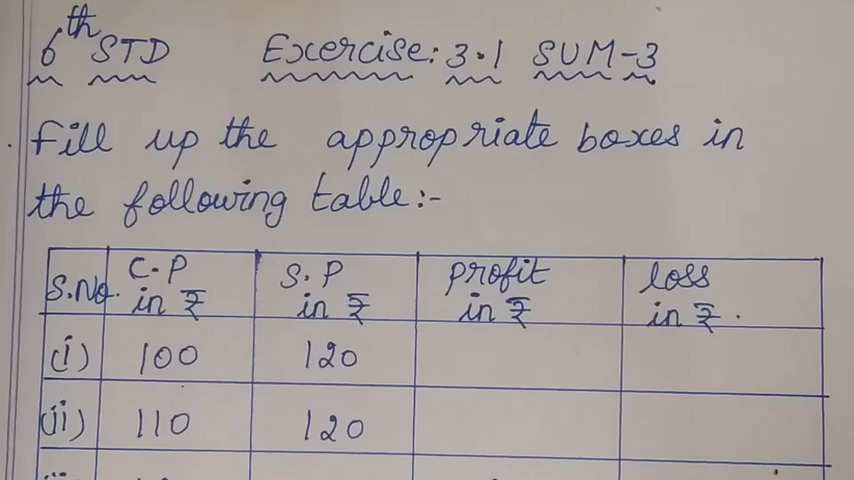 6th STD Exercise: 3.1 SUM-3
Fill up the appropriate boxes in
the following table:-
S.No. C.P in ₹ S.P in ₹ profit in ₹ loss in ₹.
(i) 100 120
(ii) 110 120